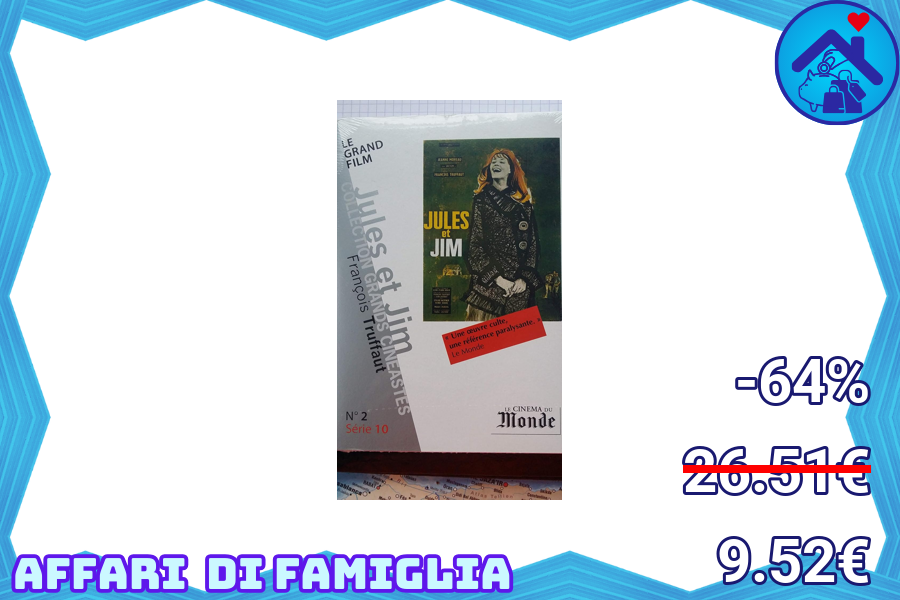 LE
GRAND
FILM
Jules et Jim
COLLECTION GRANDS CINÉASTES
François Truffaut
JULES
et
JIM
« Une œuvre culte,
une référence paralysante. »
Le Monde
N° 2
Série 10
LE CINEMA DU
Monde
-64%
26.51€
9.52€
AFFARI DI FAMIGLIA